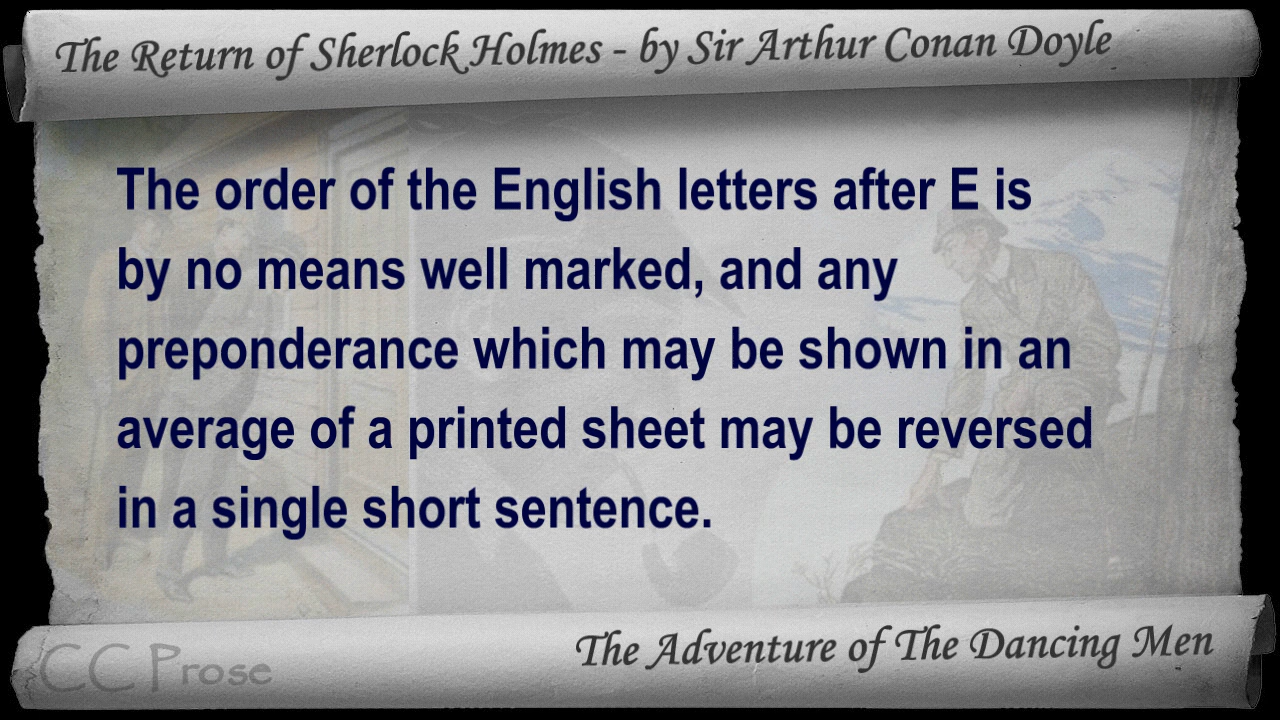 The Return of Sherlock Holmes - by Sir Arthur Conan Doyle
The order of the English letters after E is
by no means well marked, and any
preponderance which may be shown in an
average of a printed sheet may be reversed
in a single short sentence.
The Adventure of The Dancing Men
CC Prose